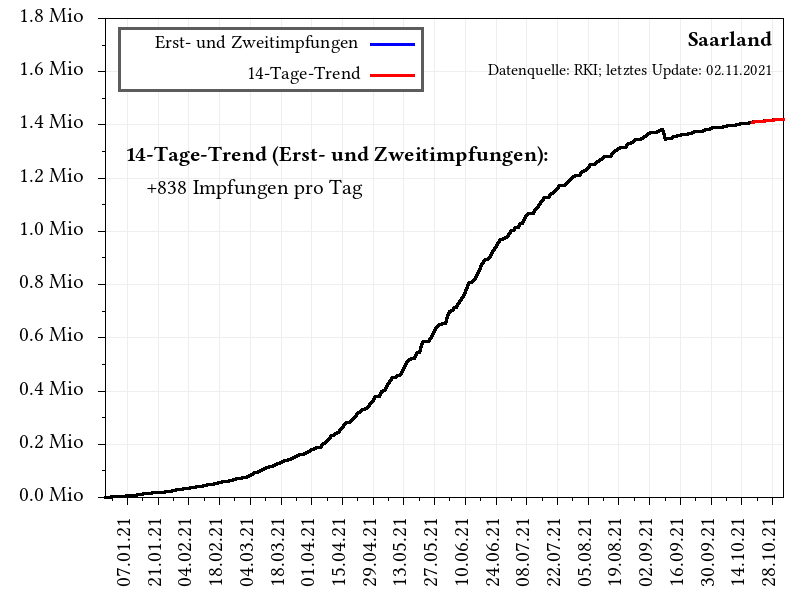 1.8 Mio
1.6 Mio
1.4 Mio
1.2 Mio
1.0 Mio
0.8 Mio
0.6 Mio
0.4 Mio
0.2 Mio
0.0 Mio
Erst- und Zweitimpfungen
14-Tage-Trend
Saarland
Datenquelle: RKI; letztes Update: 02.11.2021
14-Tage-Trend (Erst- und Zweitimpfungen):
+838 Impfungen pro Tag
07.01.21
21.01.21
04.02.21
18.02.21
04.03.21
18.03.21
01.04.21
15.04.21
29.04.21
13.05.21
27.05.21
10.06.21
24.06.21
08.07.21
22.07.21
05.08.21
19.08.21
02.09.21
16.09.21
30.09.21
14.10.21
28.10.21